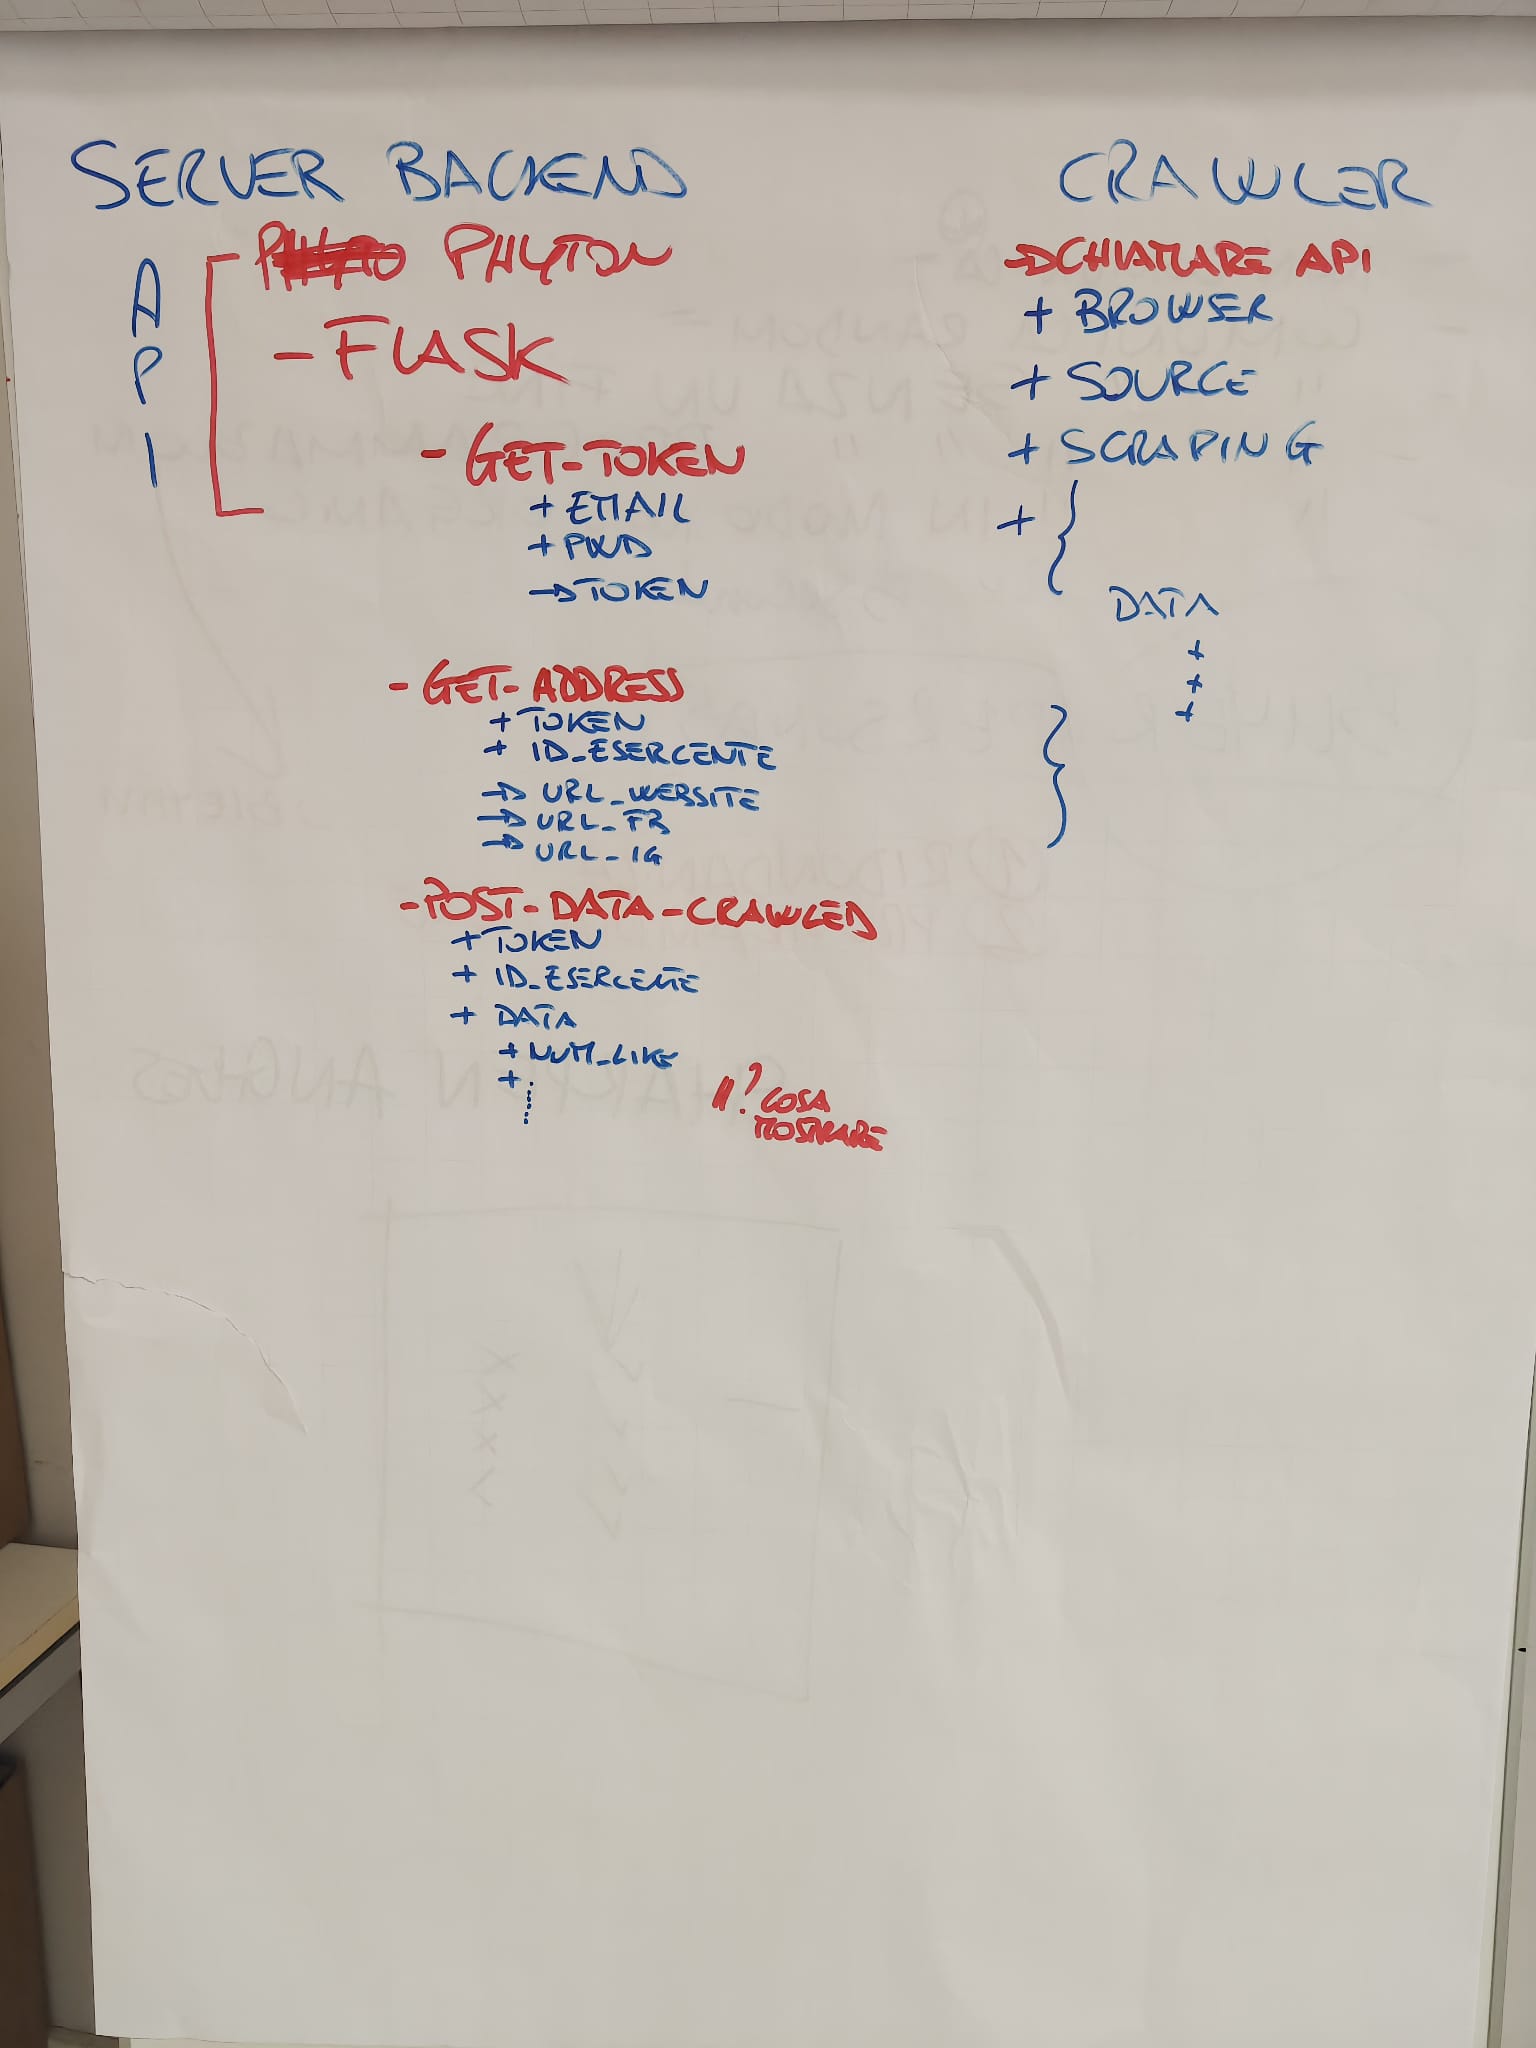 SERVER BACKEND
API
PHYTON
- FLASK
- GET-TOKEN
+ EMAIL
+ PWD
→ TOKEN
- GET-ADDRESS
+ TOKEN
+ ID_ESERCENTE
→ URL_WEBSITE
→ URL_FB
→ URL_IG
- POST-DATA-CRAWLED
+ TOKEN
+ ID_ESERCENTE
+ DATA
+ NUM_LIKE
+
? COSA
MOSTRARE
CRAWLER
→ CHIAMARE API
+ BROWSER
+ SOURCE
+ SCRAPING
+ {
DATA
+
+
+
}